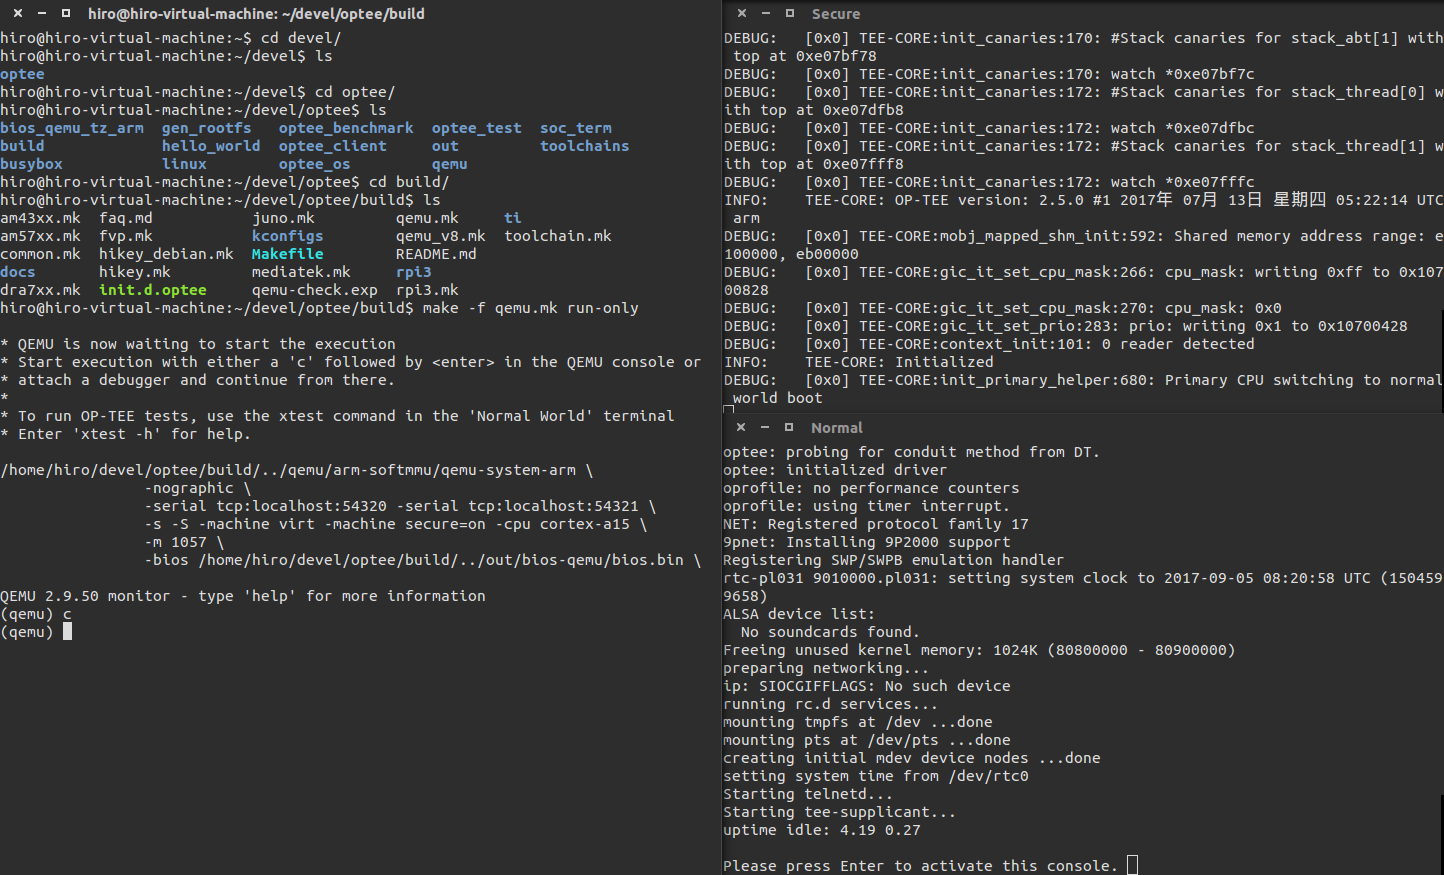 hiro@hiro-virtual-machine: ~/devel/optee/build
hiro@hiro-virtual-machine:~$ cd devel/
hiro@hiro-virtual-machine:~/devel$ ls
optee
hiro@hiro-virtual-machine:~/devel$ cd optee/
hiro@hiro-virtual-machine:~/devel/optee$ ls
bios_qemu_tz_arm  gen_rootfs   optee_benchmark  optee_test  soc_term
build             hello_world  optee_client     out         toolchains
busybox           linux        optee_os         qemu
hiro@hiro-virtual-machine:~/devel/optee$ cd build/
hiro@hiro-virtual-machine:~/devel/optee/build$ ls
am43xx.mk  faq.md           juno.mk         qemu.mk     ti
am57xx.mk  fvp.mk           kconfigs        qemu_v8.mk  toolchain.mk
common.mk  hikey_debian.mk  Makefile        README.md
docs       hikey.mk         mediatek.mk     rpi3
dra7xx.mk  init.d.optee     qemu-check.exp  rpi3.mk
hiro@hiro-virtual-machine:~/devel/optee/build$ make -f qemu.mk run-only
* QEMU is now waiting to start the execution
* Start execution with either a 'c' followed by <enter> in the QEMU console or
* attach a debugger and continue from there.
*
* To run OP-TEE tests, use the xtest command in the 'Normal World' terminal
* Enter 'xtest -h' for help.
/home/hiro/devel/optee/build/../qemu/arm-softmmu/qemu-system-arm \
-nographic \
-serial tcp:localhost:54320 -serial tcp:localhost:54321 \
-s -S -machine virt -machine secure=on -cpu cortex-a15 \
-m 1057 \
-bios /home/hiro/devel/optee/build/../out/bios-qemu/bios.bin \
QEMU 2.9.50 monitor - type 'help' for more information
(qemu) c
(qemu)
Secure
DEBUG:   [0x0] TEE-CORE:init_canaries:170: #Stack canaries for stack_abt[1] with
top at 0xe07bf78
DEBUG:   [0x0] TEE-CORE:init_canaries:170: watch *0xe07bf7c
DEBUG:   [0x0] TEE-CORE:init_canaries:172: #Stack canaries for stack_thread[0] w
ith top at 0xe07dfb8
DEBUG:   [0x0] TEE-CORE:init_canaries:172: watch *0xe07dfbc
DEBUG:   [0x0] TEE-CORE:init_canaries:172: #Stack canaries for stack_thread[1] w
ith top at 0xe07fff8
DEBUG:   [0x0] TEE-CORE:init_canaries:172: watch *0xe07fffc
INFO:    TEE-CORE: OP-TEE version: 2.5.0 #1 2017年 07月 13日 星期四 05:22:14 UTC
arm
DEBUG:   [0x0] TEE-CORE:mobj_mapped_shm_init:592: Shared memory address range: e
100000, eb00000
DEBUG:   [0x0] TEE-CORE:gic_it_set_cpu_mask:266: cpu_mask: writing 0xff to 0x107
00828
DEBUG:   [0x0] TEE-CORE:gic_it_set_cpu_mask:270: cpu_mask: 0x0
DEBUG:   [0x0] TEE-CORE:gic_it_set_prio:283: prio: writing 0x1 to 0x10700428
DEBUG:   [0x0] TEE-CORE:context_init:101: 0 reader detected
INFO:    TEE-CORE: Initialized
DEBUG:   [0x0] TEE-CORE:init_primary_helper:680: Primary CPU switching to normal
world boot
Normal
optee: probing for conduit method from DT.
optee: initialized driver
oprofile: no performance counters
oprofile: using timer interrupt.
NET: Registered protocol family 17
9pnet: Installing 9P2000 support
Registering SWP/SWPB emulation handler
rtc-pl031 9010000.pl031: setting system clock to 2017-09-05 08:20:58 UTC (150459
9658)
ALSA device list:
No soundcards found.
Freeing unused kernel memory: 1024K (80800000 - 80900000)
preparing networking...
ip: SIOCGIFFLAGS: No such device
running rc.d services...
mounting tmpfs at /dev ...done
mounting pts at /dev/pts ...done
creating initial mdev device nodes ...done
setting system time from /dev/rtc0
Starting telnetd...
Starting tee-supplicant...
uptime idle: 4.19 0.27
Please press Enter to activate this console.